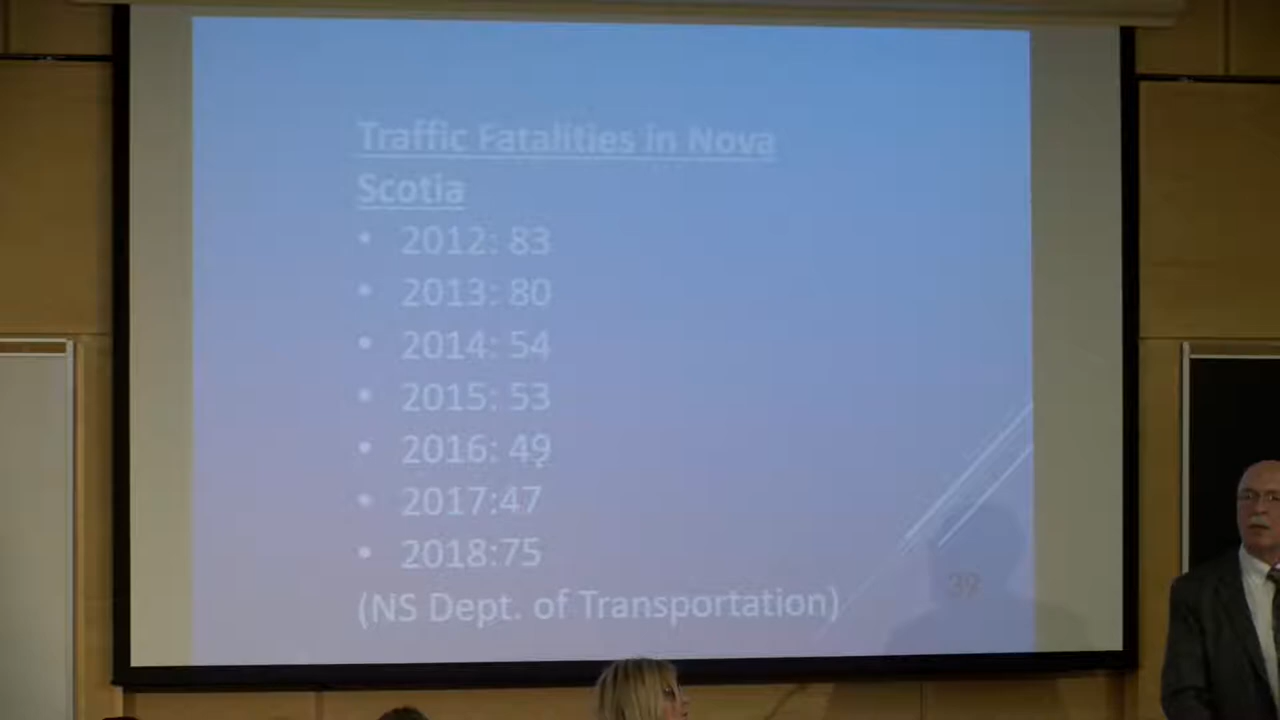 Traffic Fatalities in Nova
Scotia
• 2012: 83
• 2013: 80
• 2014: 54
• 2015: 53
• 2016: 49
• 2017:47
• 2018:75
(NS Dept. of Transportation)
39